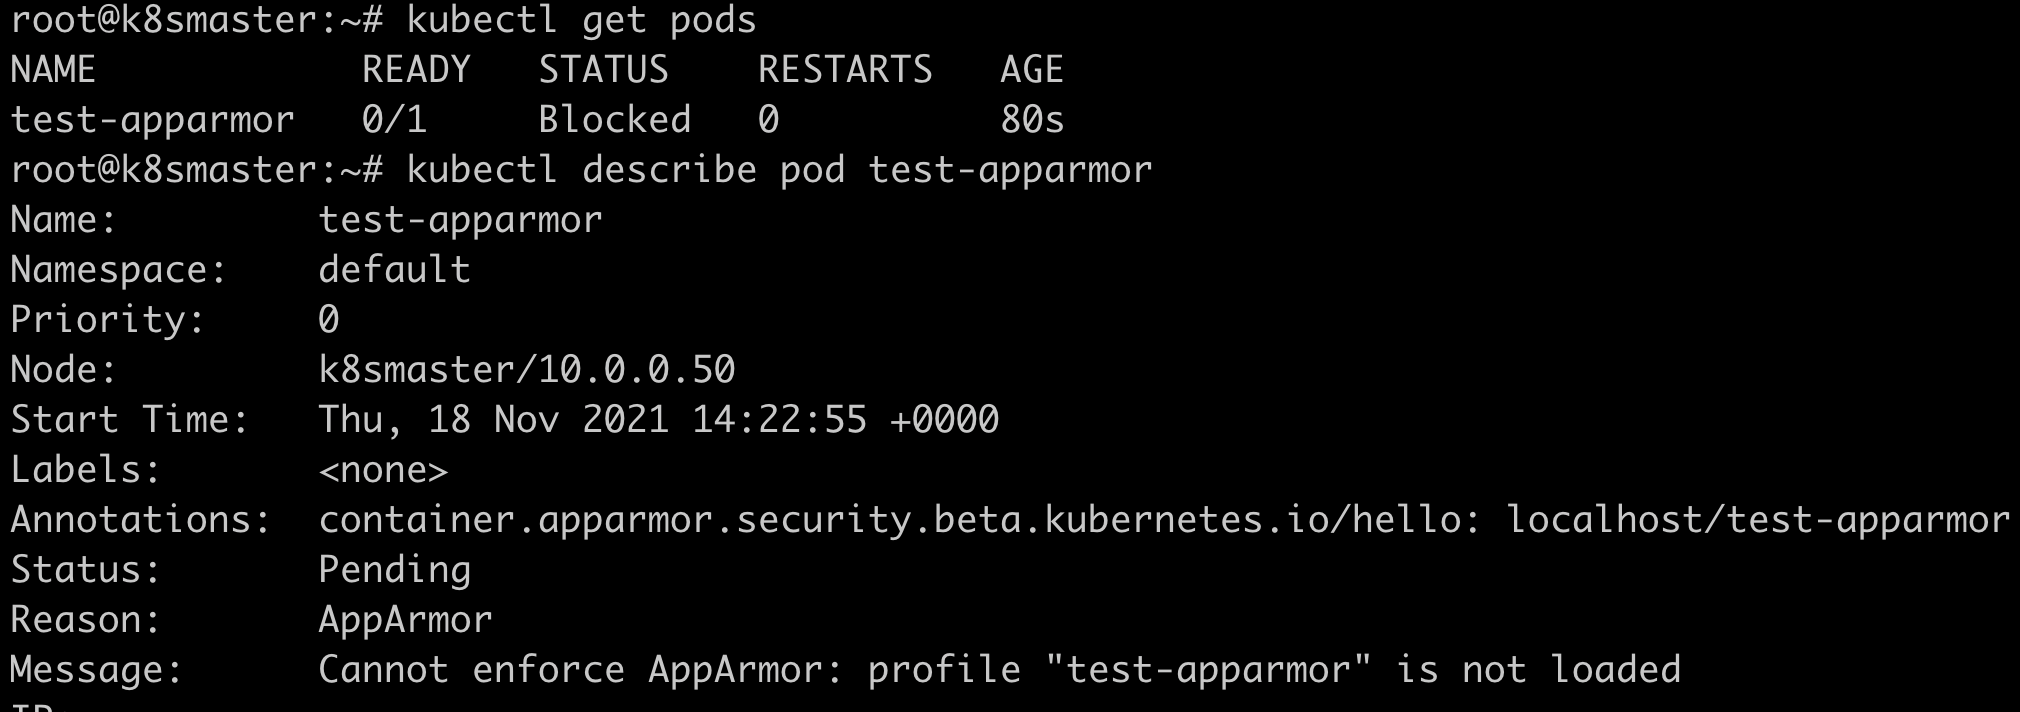 root@k8smaster:~# kubectl get pods
NAME            READY   STATUS    RESTARTS   AGE
test-apparmor   0/1     Blocked   0          80s
root@k8smaster:~# kubectl describe pod test-apparmor
Name:         test-apparmor
Namespace:    default
Priority:     0
Node:         k8smaster/10.0.0.50
Start Time:   Thu, 18 Nov 2021 14:22:55 +0000
Labels:       <none>
Annotations:  container.apparmor.security.beta.kubernetes.io/hello: localhost/test-apparmor
Status:       Pending
Reason:       AppArmor
Message:      Cannot enforce AppArmor: profile "test-apparmor" is not loaded